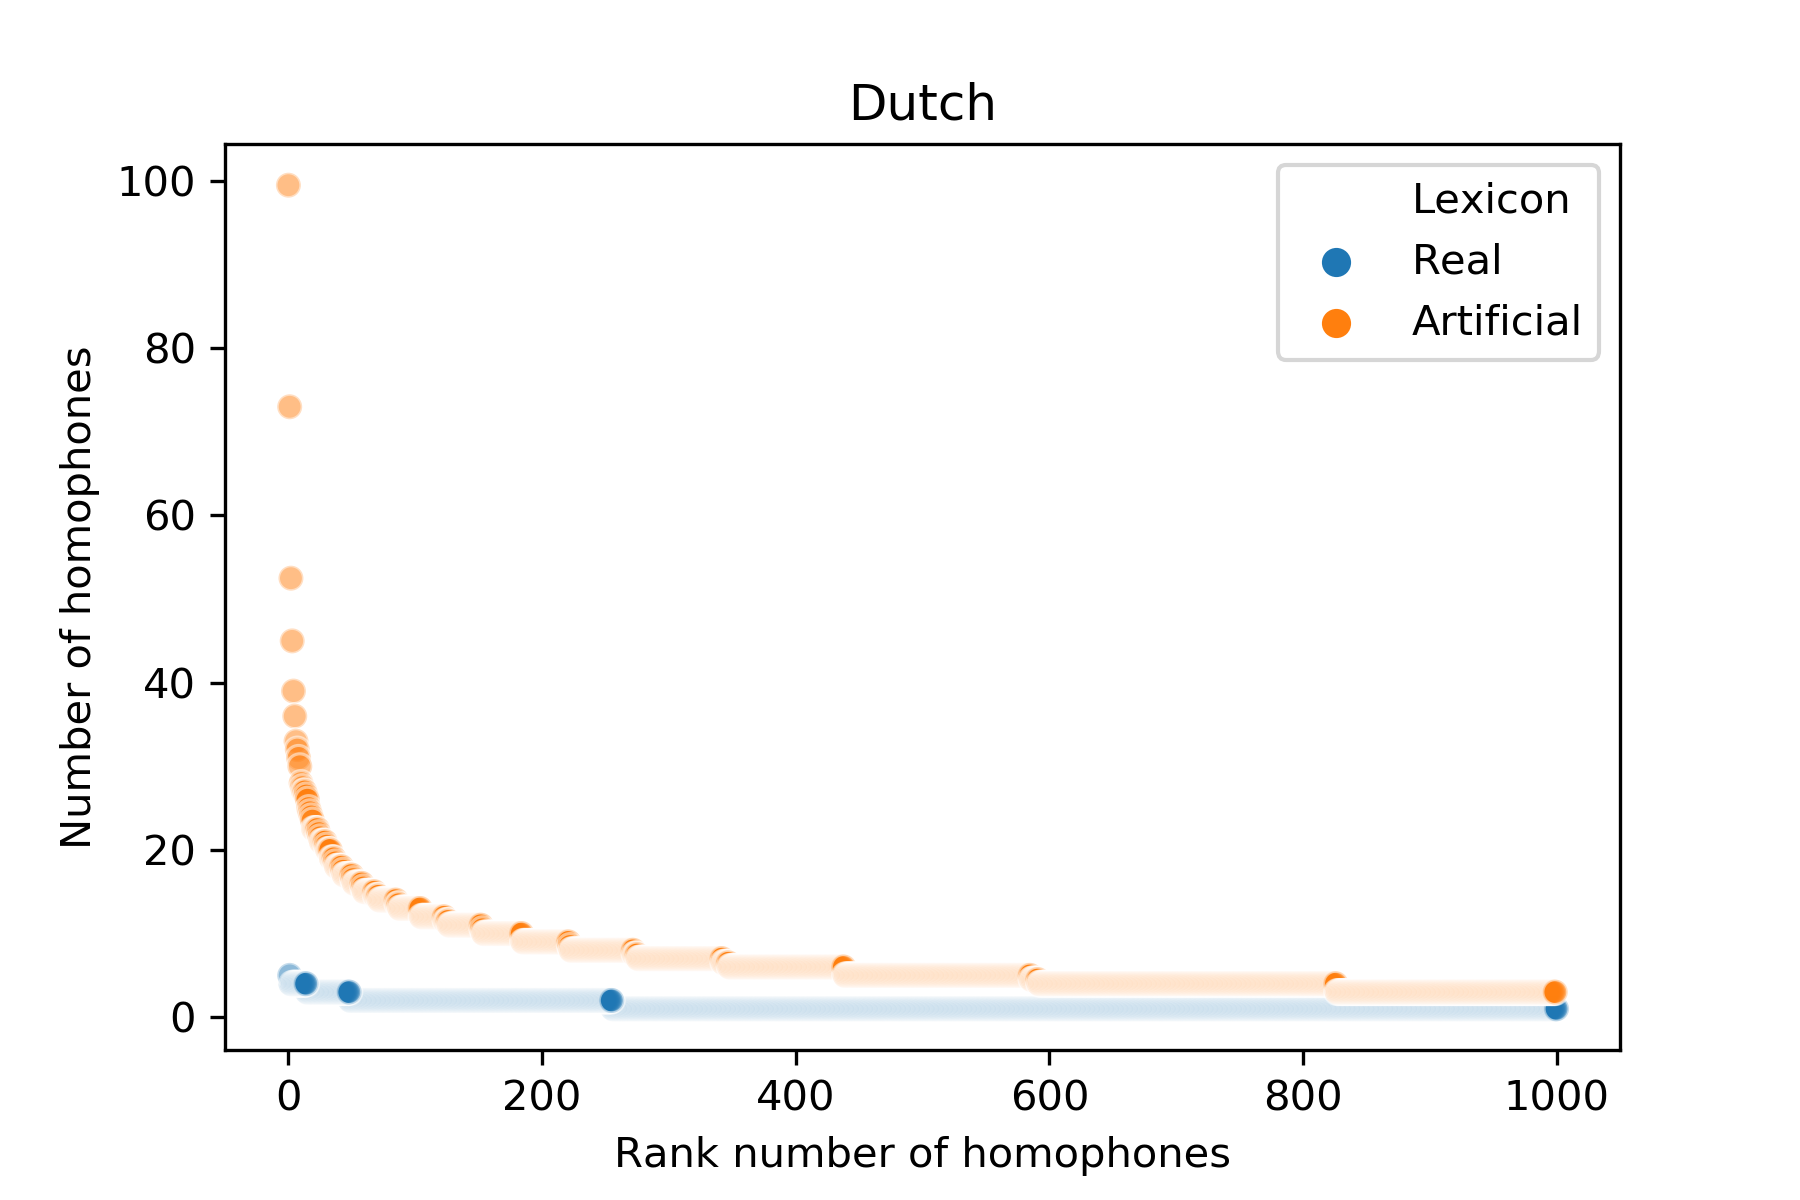 Dutch
Number of homophones
100
80
60
40
20
0
Lexicon
Real
Artificial
0 200 400 600 800 1000
Rank number of homophones